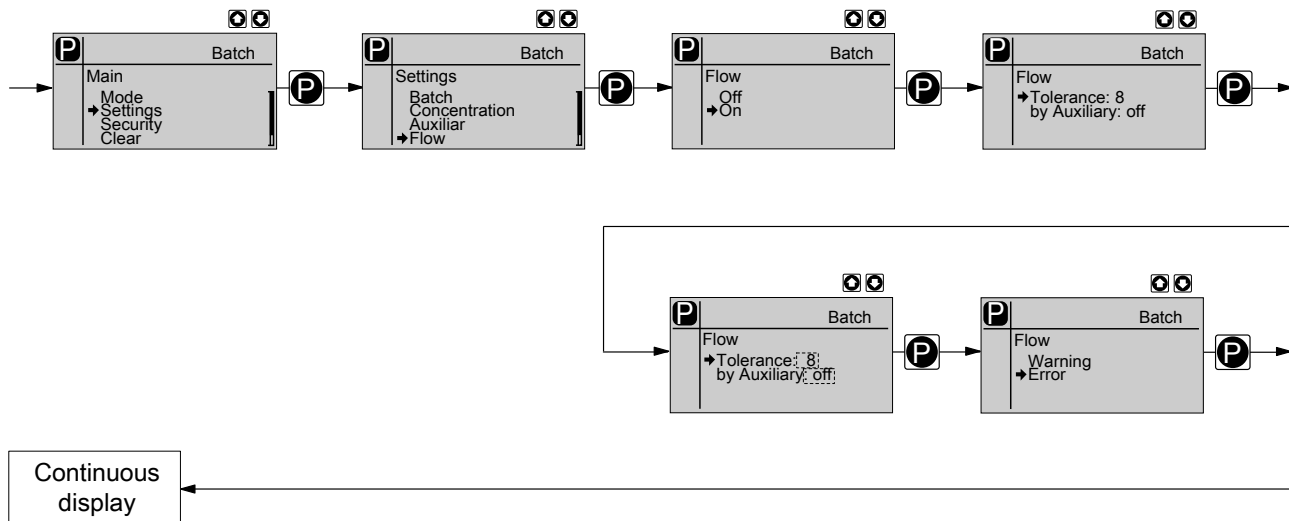 P Batch
Main
Mode
Settings
Security
Clear
P
P Batch
Settings
Batch
Concentration
Auxiliar
Flow
P
P Batch
Flow
Off
On
P
P Batch
Flow
Tolerance: 8
by Auxiliary: off
P
P Batch
Flow
Tolerance: 8
by Auxiliary: off
P
P Batch
Flow
Warning
Error
P
Continuous
display